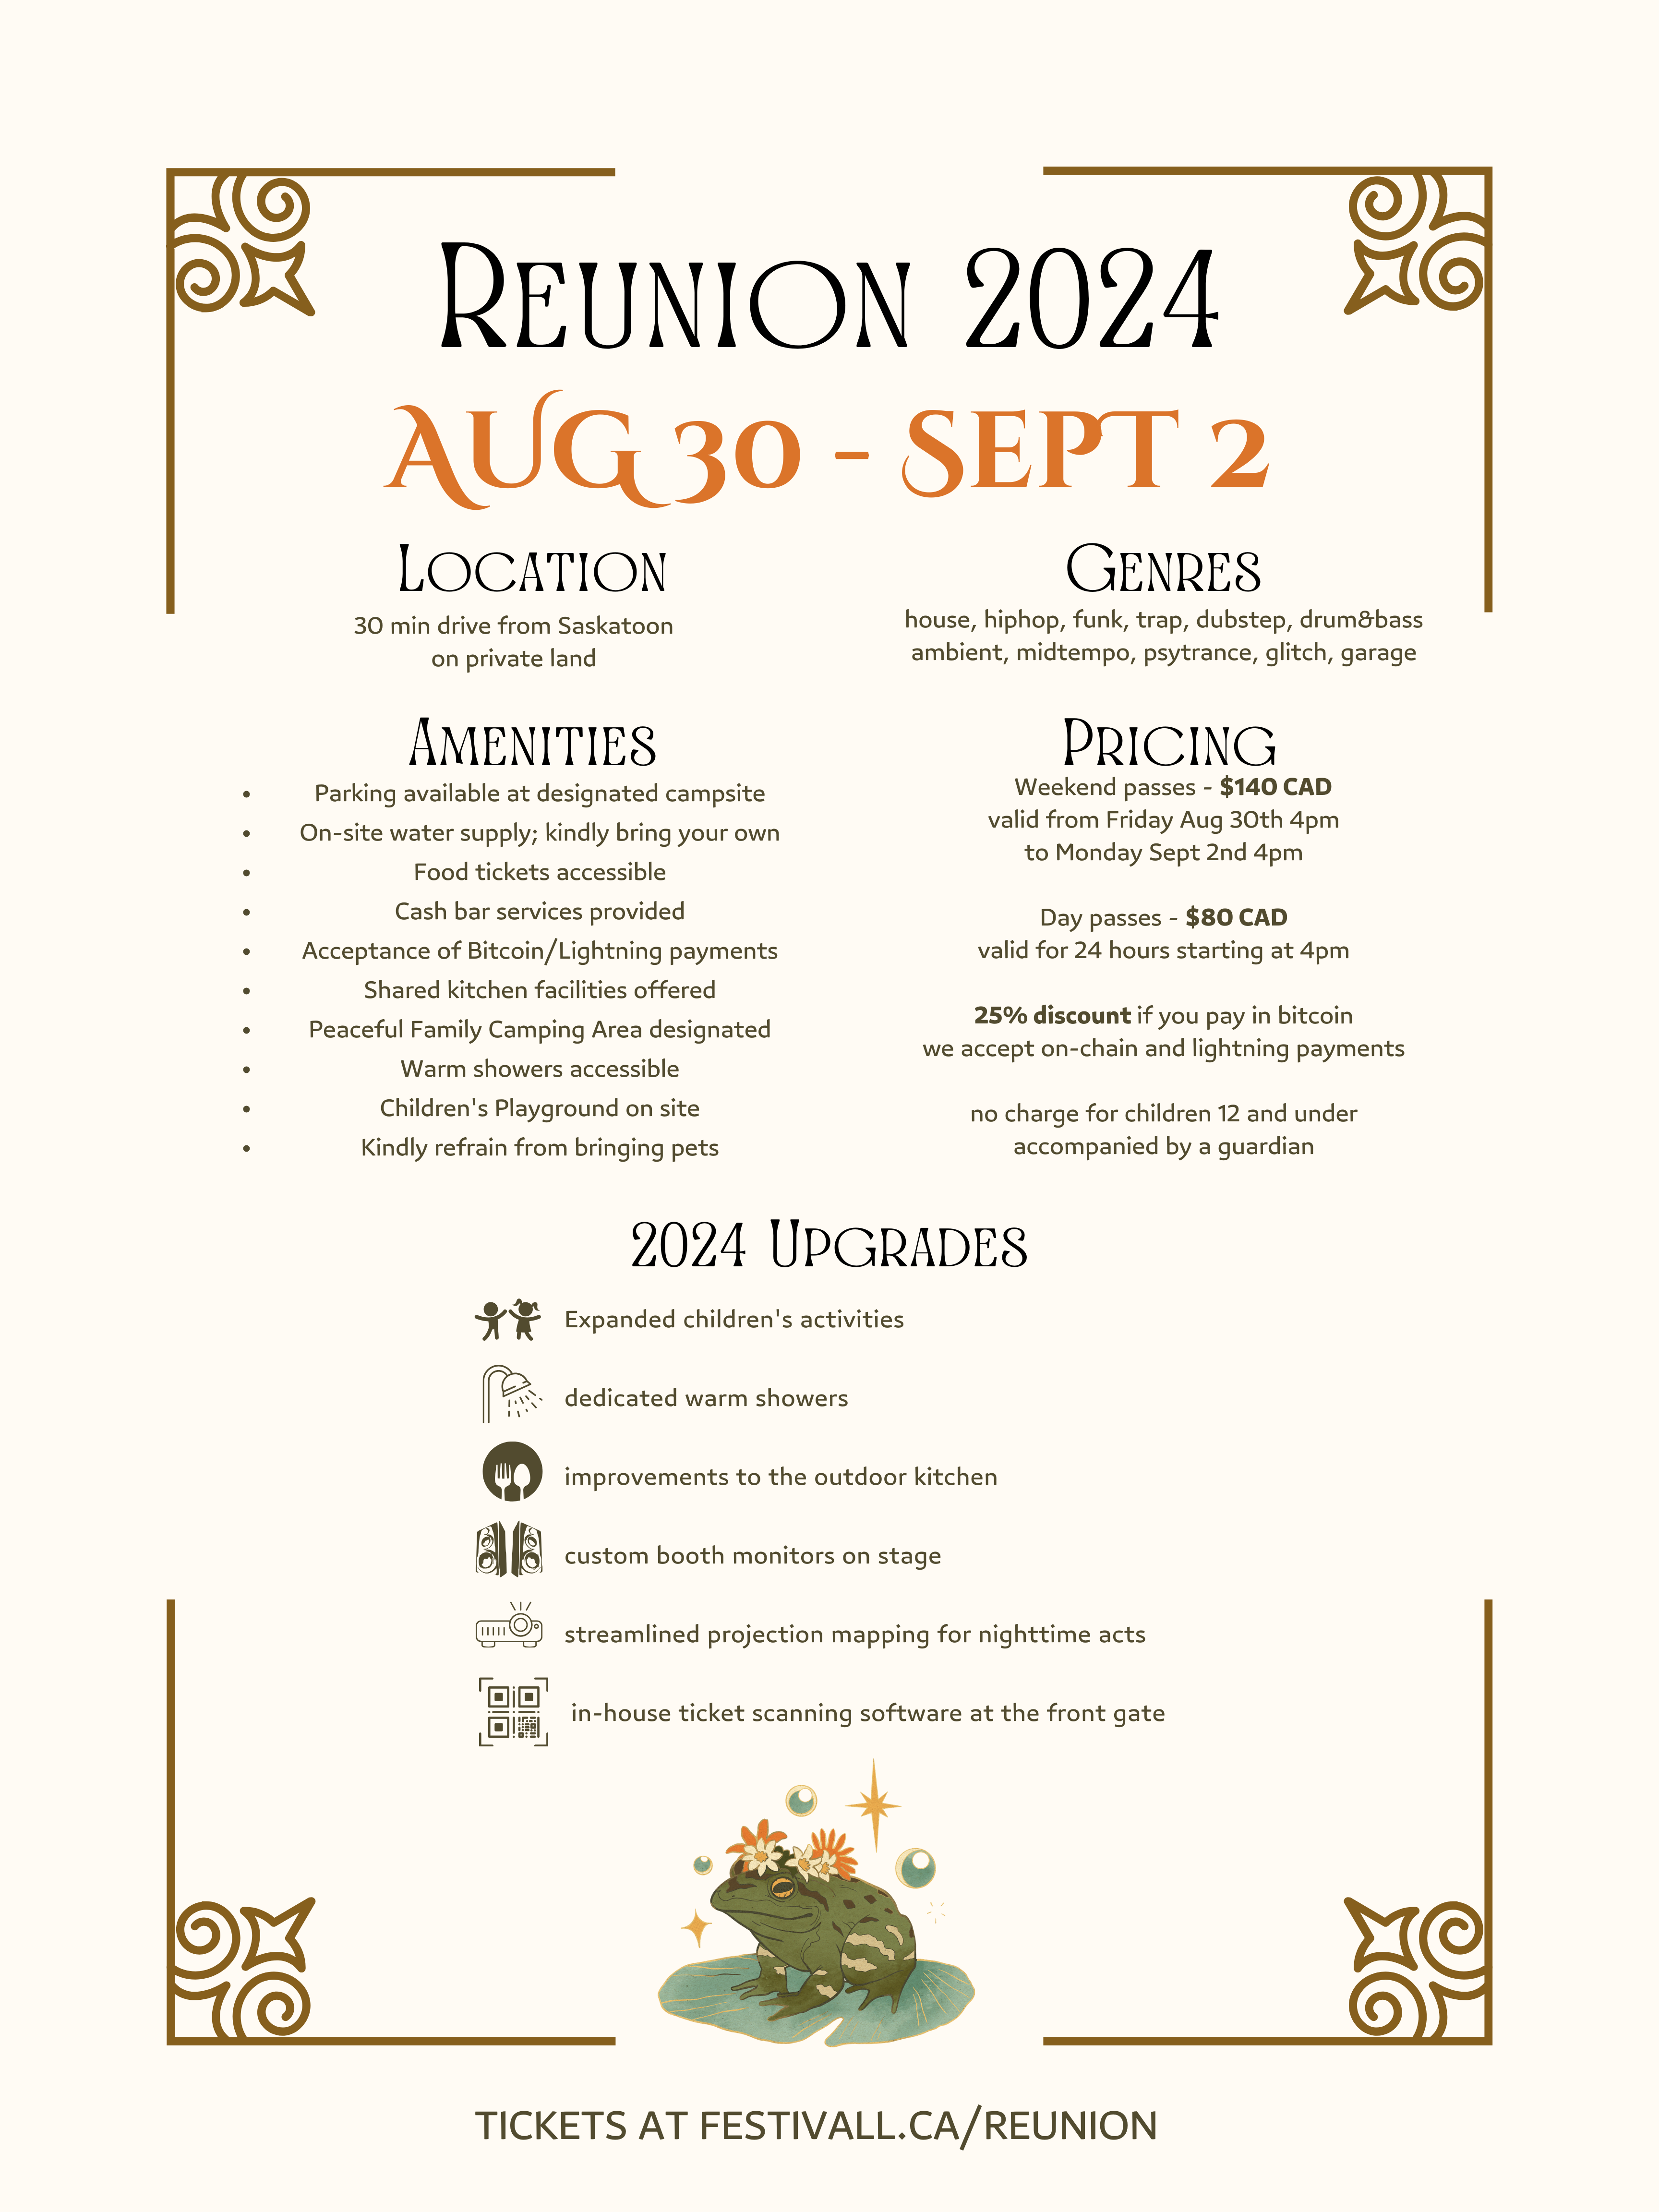 Reunion 2024
Aug 30 - Sept 2
Location
30 min drive from Saskatoon
on private land
Genres
house, hiphop, funk, trap, dubstep, drum&bass
ambient, midtempo, psytrance, glitch, garage
Amenities
• Parking available at designated campsite
• On-site water supply; kindly bring your own
• Food tickets accessible
• Cash bar services provided
• Acceptance of Bitcoin/Lightning payments
• Shared kitchen facilities offered
• Peaceful Family Camping Area designated
• Warm showers accessible
• Children's Playground on site
• Kindly refrain from bringing pets
Pricing
Weekend passes - $140 CAD
valid from Friday Aug 30th 4pm
to Monday Sept 2nd 4pm
Day passes - $80 CAD
valid for 24 hours starting at 4pm
25% discount if you pay in bitcoin
we accept on-chain and lightning payments
no charge for children 12 and under
accompanied by a guardian
2024 Upgrades
Expanded children's activities
dedicated warm showers
improvements to the outdoor kitchen
custom booth monitors on stage
streamlined projection mapping for nighttime acts
in-house ticket scanning software at the front gate
TICKETS AT FESTIVALL.CA/REUNION